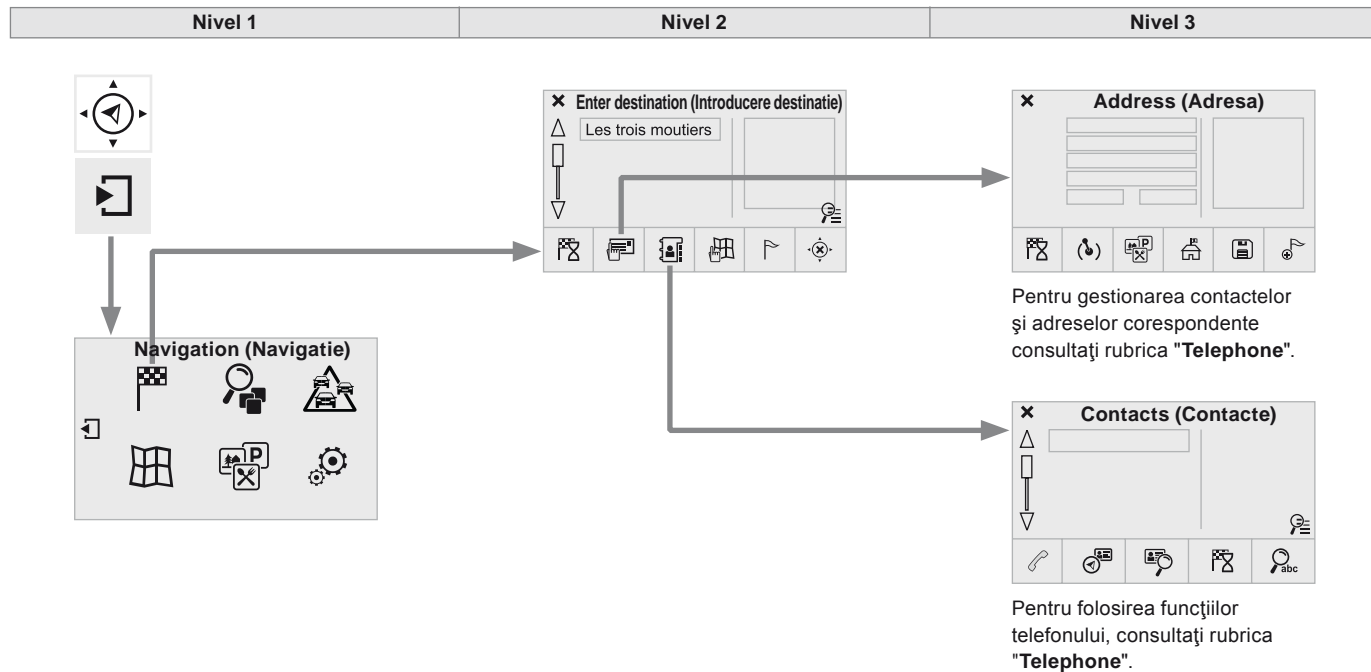 Nivel 1
Nivel 2
Nivel 3
Navigation (Navigatie)
P
Enter destination (Introducere destinatie)
Les trois moutiers
Address (Adresa)
P
Pentru gestionarea contactelor
şi adreselor corespondente
consultaţi rubrica "Telephone".
Contacts (Contacte)
abc
Pentru folosirea funcţiilor
telefonului, consultaţi rubrica
"Telephone".